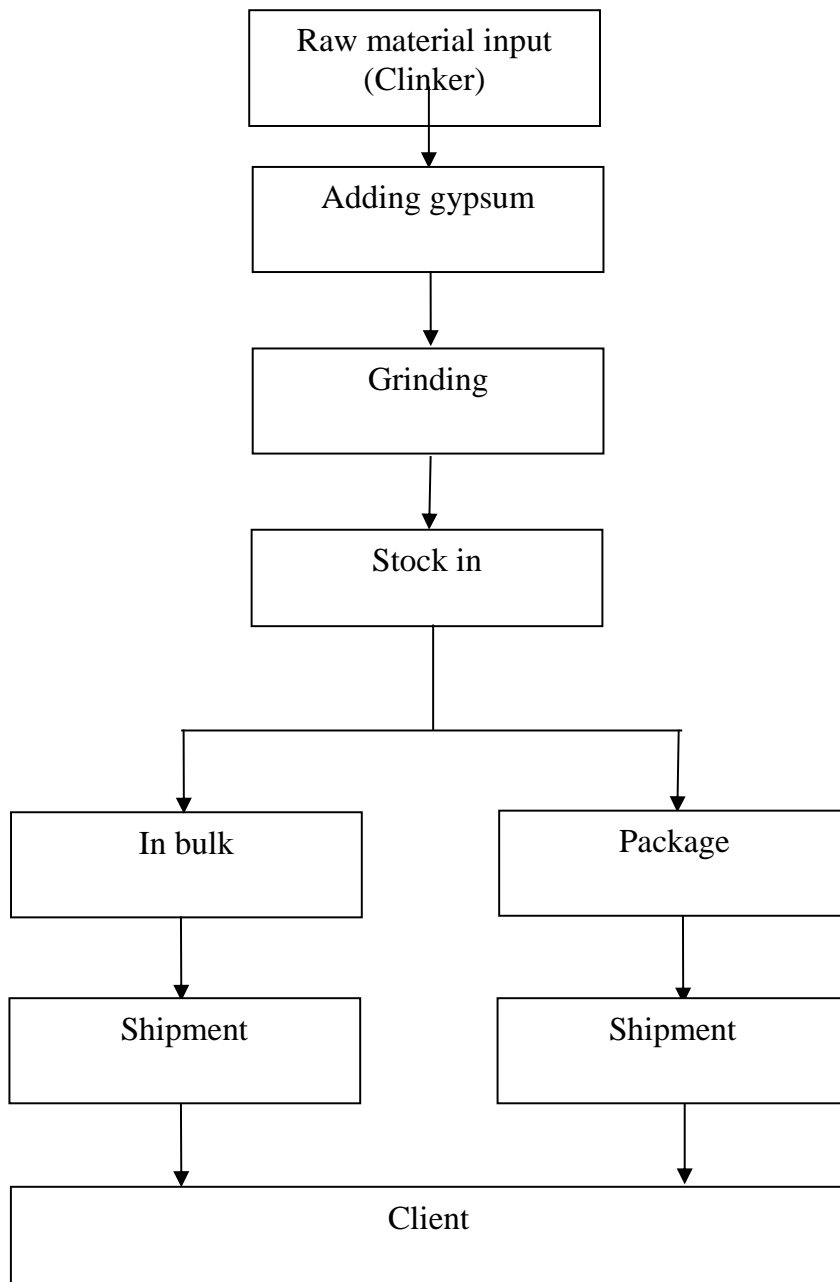 Raw material input
(Clinker)
Adding gypsum
Grinding
Stock in
In bulk
Package
Shipment
Shipment
Client